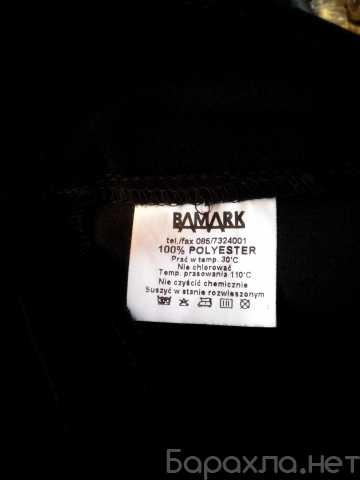 BAMARK
tel./fax 085/7324001
100% POLYESTER
Prać w temp. 30°C
Nie chlorować
Temp. prasowania 110°C
Nie czyścić chemicznie
Suszyć w stanie rozwieszonym
Барахла.нет